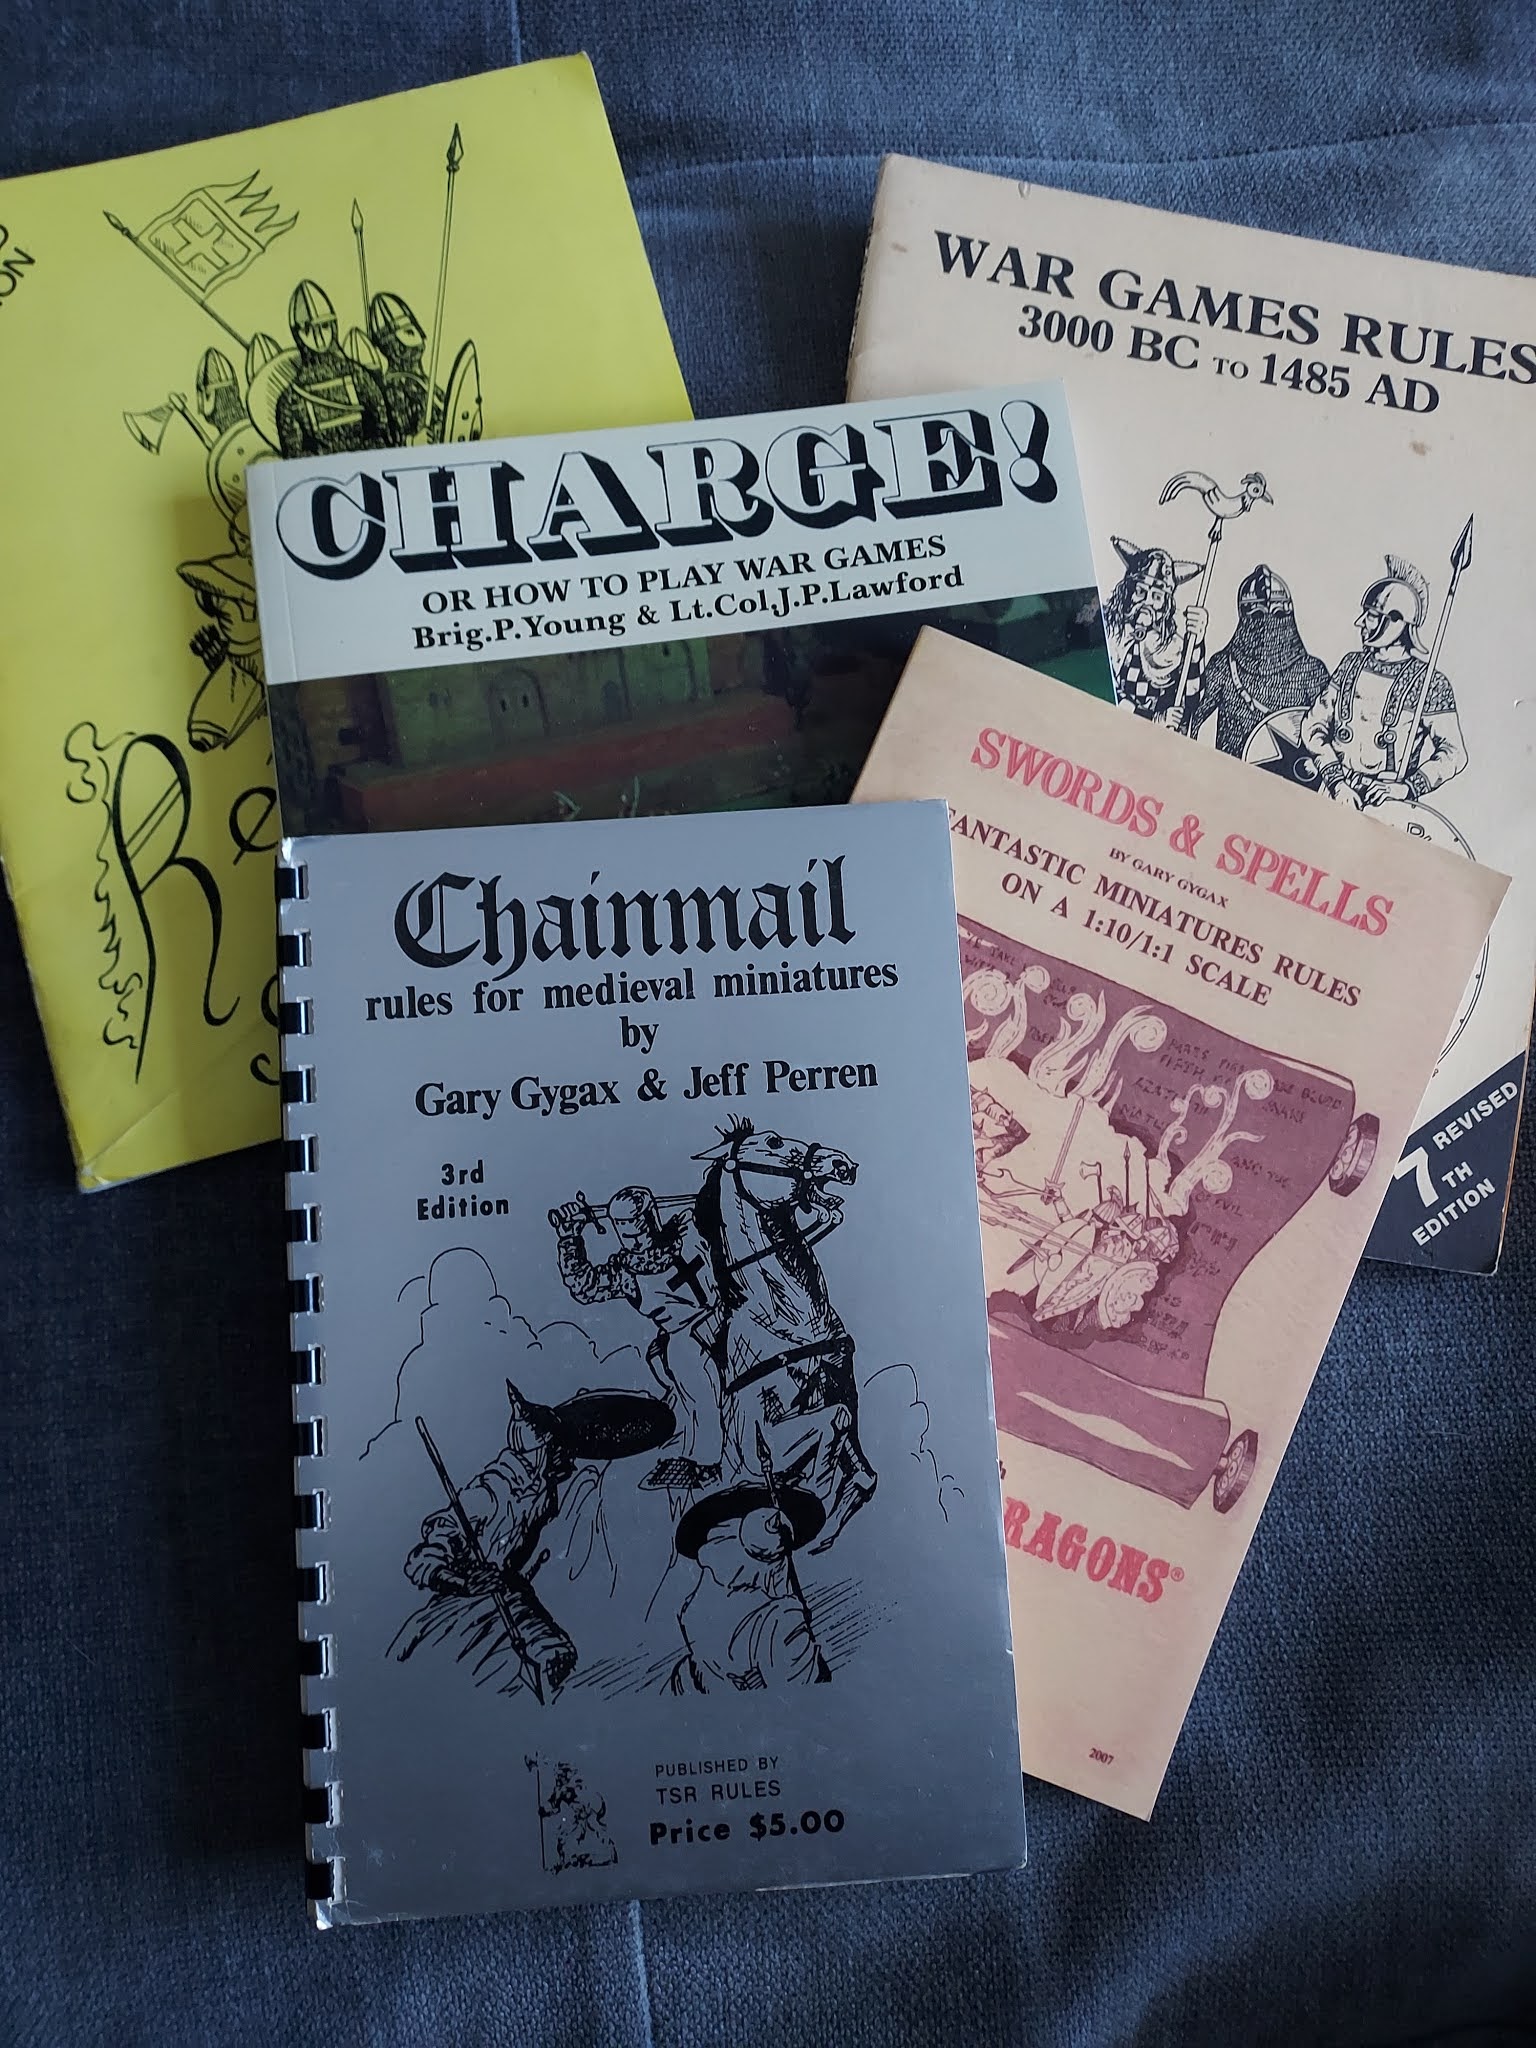 WAR GAMES RULES
3000 BC TO 1485 AD
7TH
REVISED
EDITION
CHARGE!
OR HOW TO PLAY WAR GAMES
Brig.P.Young & Lt.Col,J.P.Lawford
SWORDS & SPELLS
BY GARY GYGAX
FANTASTIC MINIATURES RULES
ON A 1:10/1:1 SCALE
RAGONS®
2007
Chainmail
rules for medieval miniatures
by
Gary Gygax & Jeff Perren
3rd
Edition
PUBLISHED BY
TSR RULES
Price $5.00